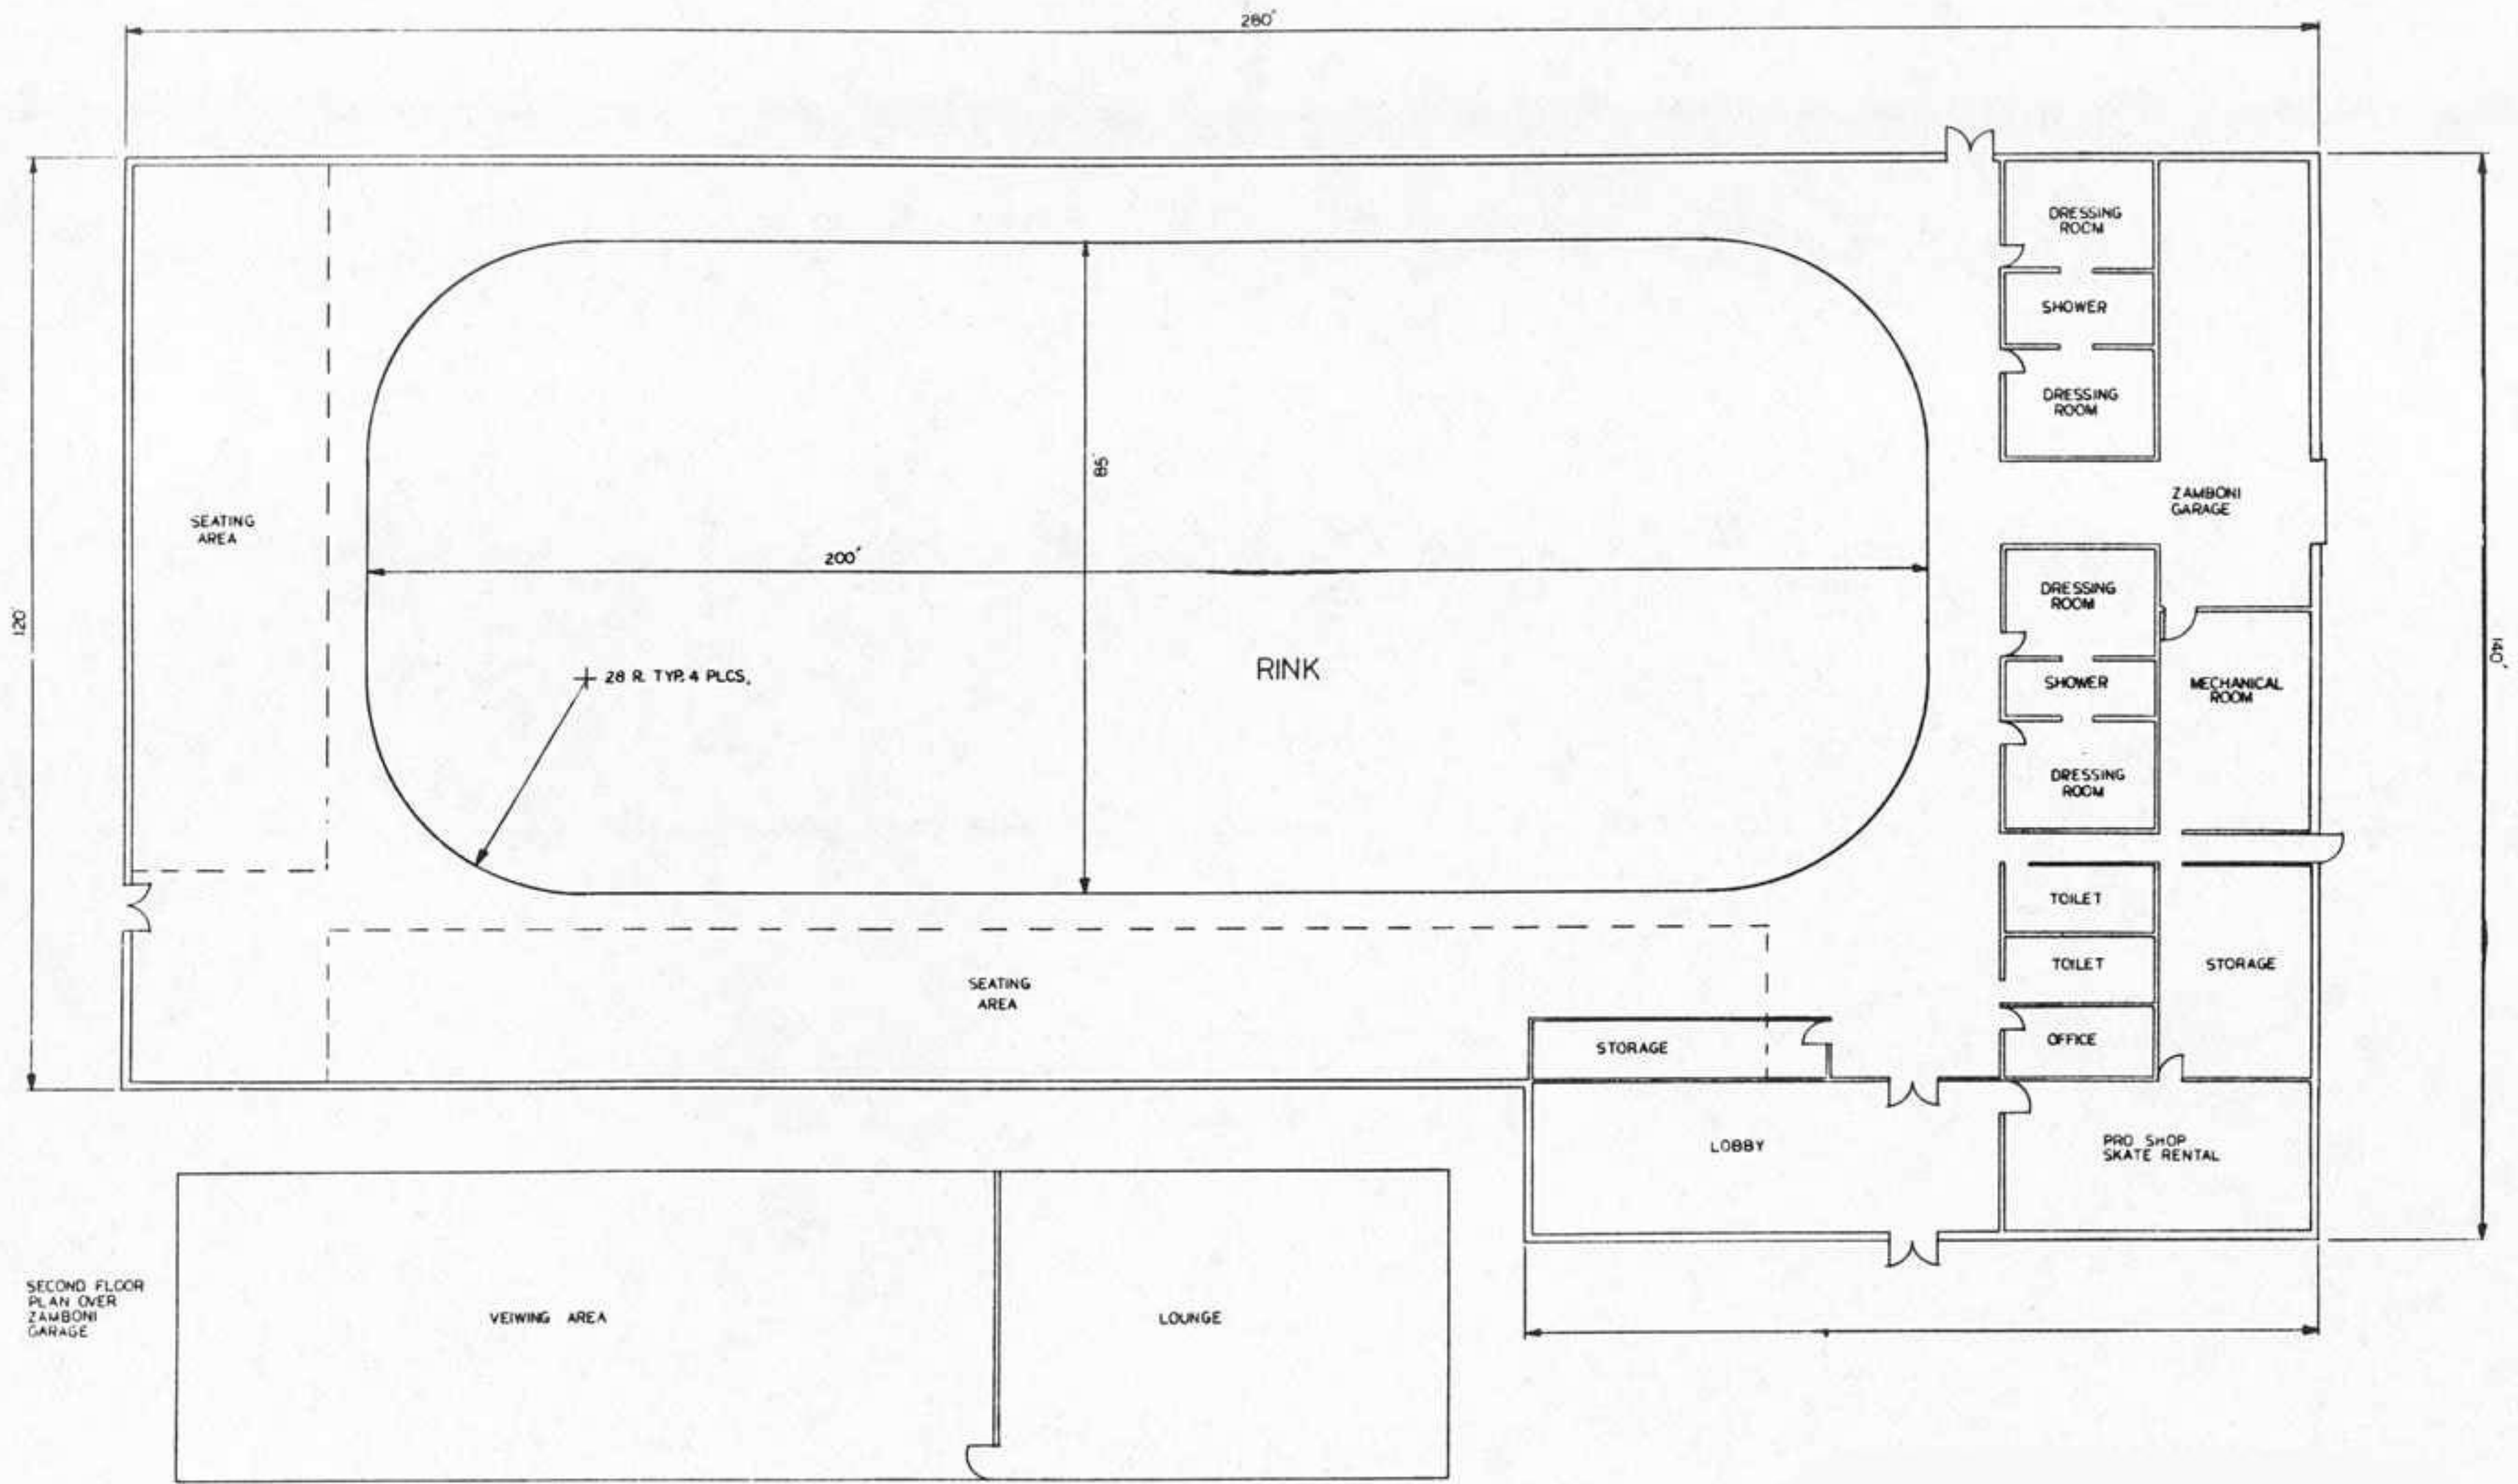 280'
DRESSING
ROOM
SHOWER
DRESSING
ROOM
85'
ZAMBONI
GARAGE
SEATING
AREA
200'
DRESSING
ROOM
120'
140'
28 R. TYP. 4 PLCS.
RINK
SHOWER
MECHANICAL
ROOM
DRESSING
ROOM
TOILET
TOILET
STORAGE
SEATING
AREA
OFFICE
STORAGE
LOBBY
PRO SHOP
SKATE RENTAL
SECOND FLOOR
PLAN OVER
ZAMBONI
GARAGE
VEIWING AREA
LOUNGE